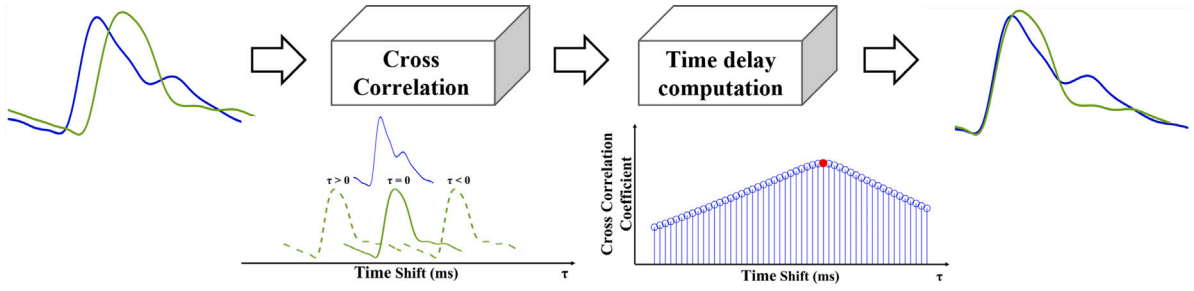 Cross
Correlation
Time delay
computation
τ > 0
τ = 0
τ < 0
Time Shift (ms)
τ
Cross Correlation
Coefficient
Time Shift (ms)
τ